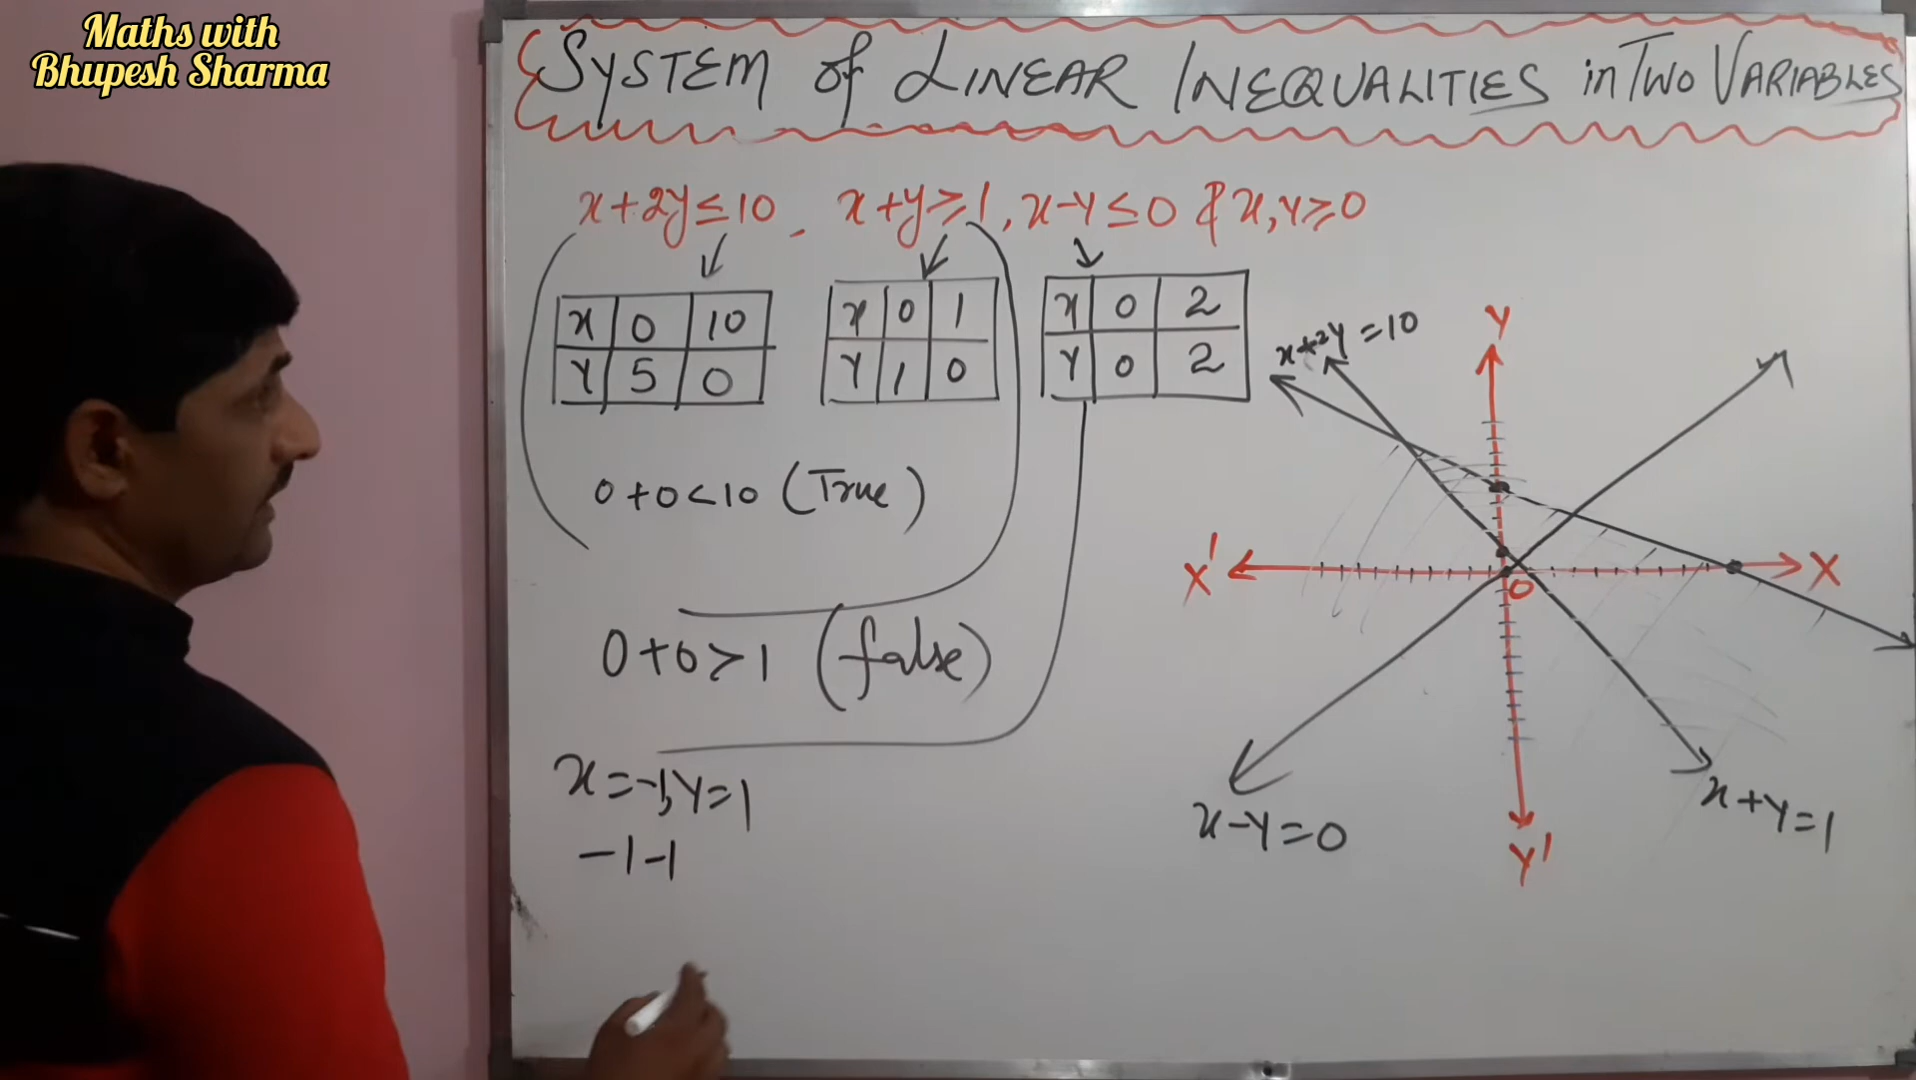 Maths with
Bhupesh Sharma
SYSTEM of LINEAR INEQUALITIES in TWO VARIABLES
x+2y≤10, x+y≥1, x-y≤0 & x,y≥0
x 0 10
y 5 0
x 0 1
y 1 0
x 0 2
y 0 2
0+0<10 (True)
0+0>1 (false)
x=-1,y=1
-1-1
x+2y=10
Y
X'
O
X
x-y=0
x+y=1
Y'